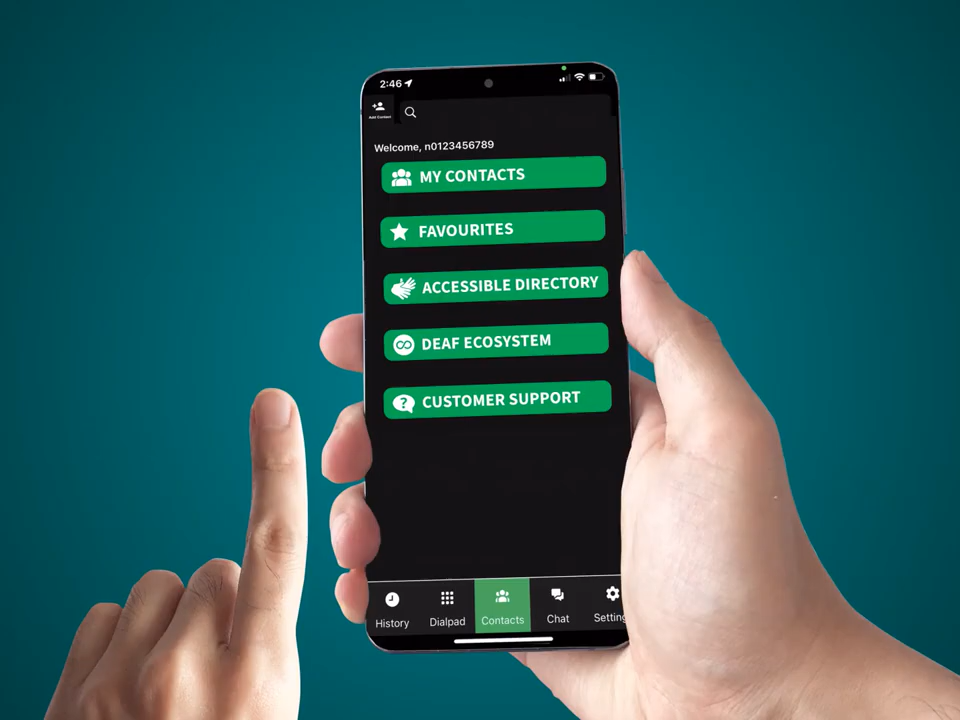 2:46
Add Contact
Welcome, n0123456789
MY CONTACTS
FAVOURITES
ACCESSIBLE DIRECTORY
DEAF ECOSYSTEM
? CUSTOMER SUPPORT
History Dialpad Contacts Chat Setting